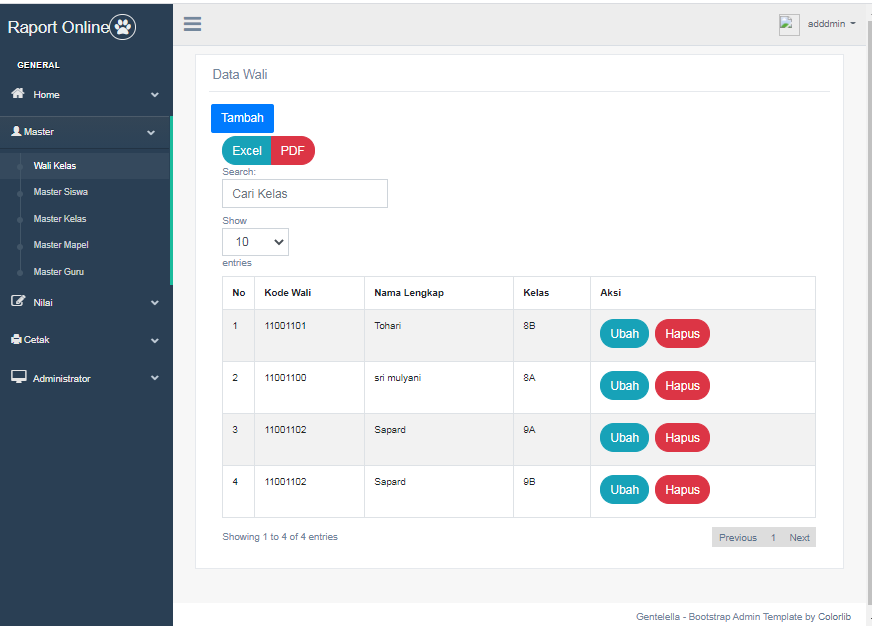 Raport Online
adddmin
GENERAL
Home
Master
Wali Kelas
Master Siswa
Master Kelas
Master Mapel
Master Guru
Nilai
Cetak
Administrator
Data Wali
Tambah
Excel PDF
Search:
Cari Kelas
Show
10
entries
No Kode Wali Nama Lengkap Kelas Aksi
1 11001101 Tohari 8B Ubah Hapus
2 11001100 sri mulyani 8A Ubah Hapus
3 11001102 Sapard 9A Ubah Hapus
4 11001102 Sapard 9B Ubah Hapus
Showing 1 to 4 of 4 entries
Previous 1 Next
Gentelella - Bootstrap Admin Template by Colorlib